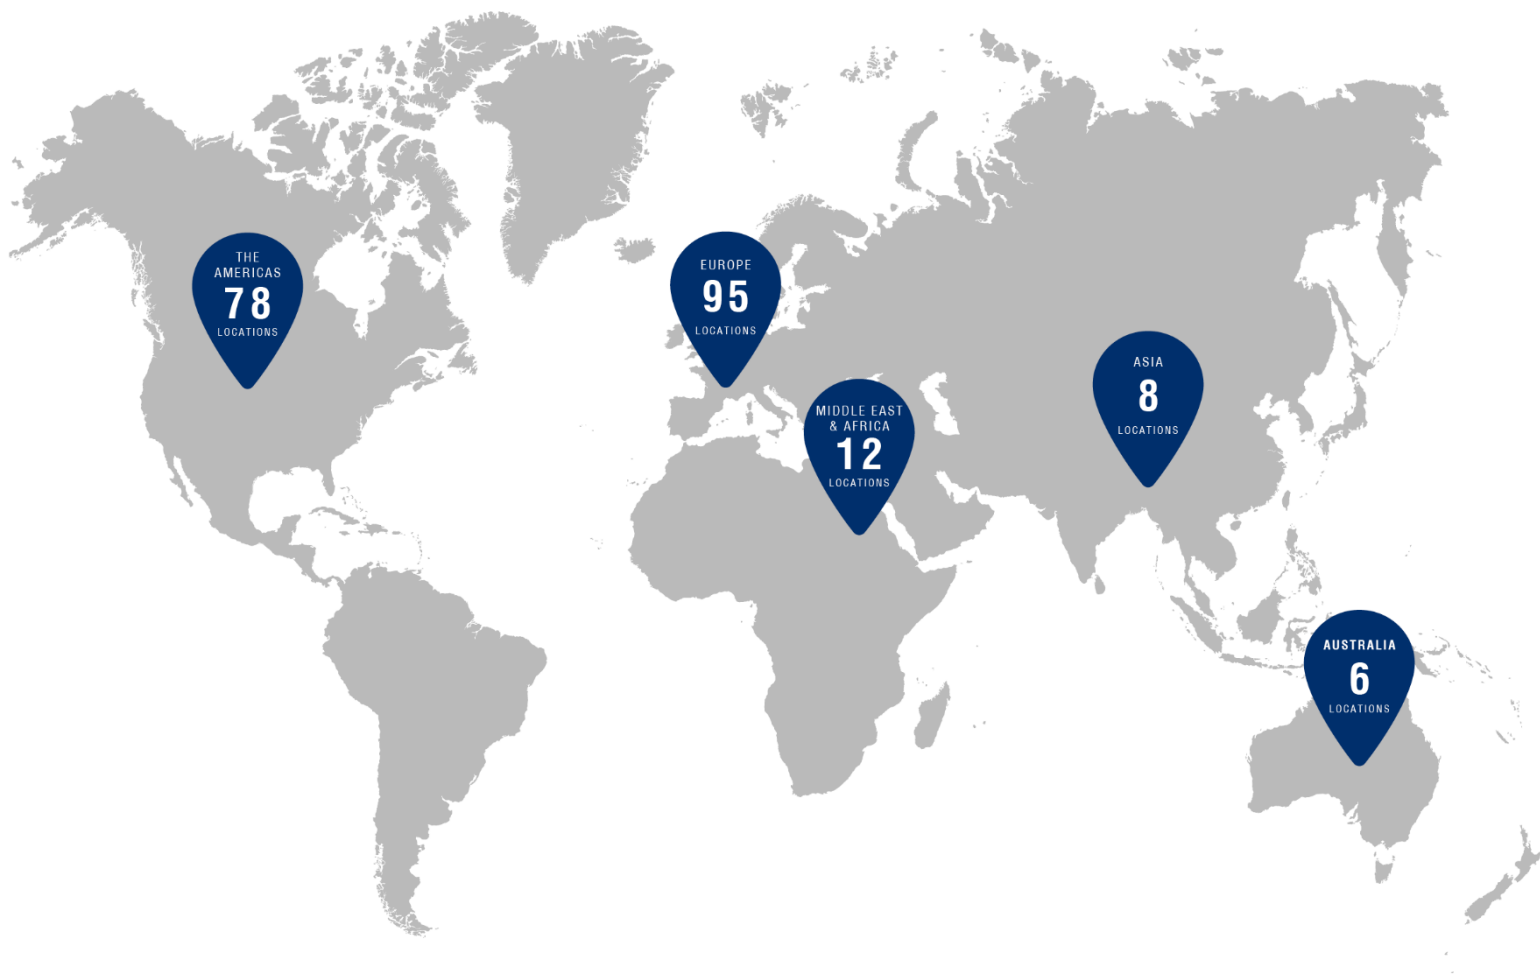 THE
AMERICAS
78
LOCATIONS
EUROPE
95
LOCATIONS
MIDDLE EAST
& AFRICA
12
LOCATIONS
ASIA
8
LOCATIONS
AUSTRALIA
6
LOCATIONS